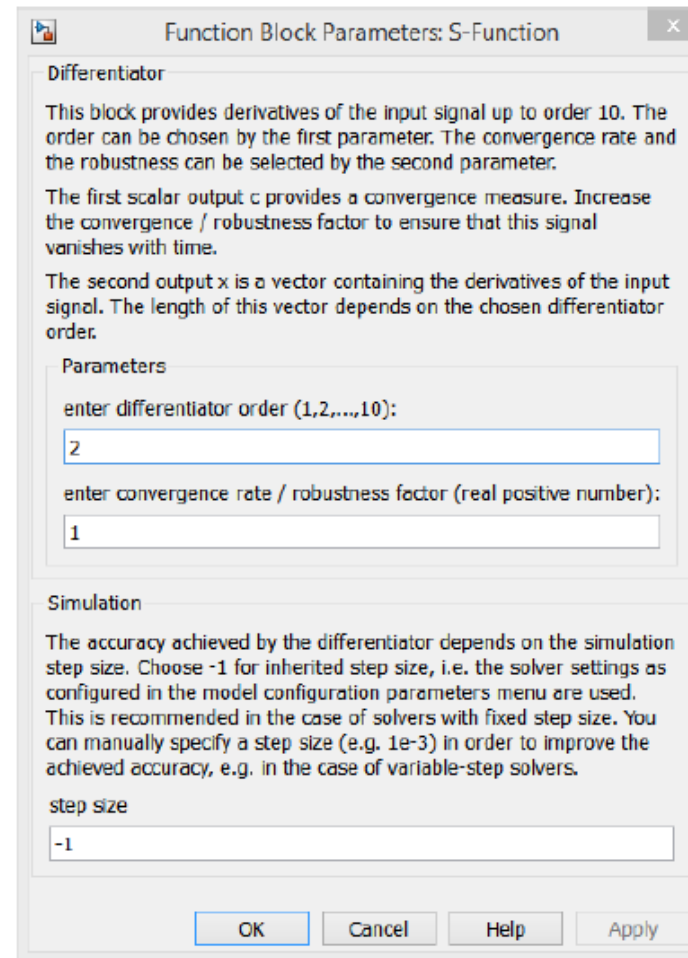 Function Block Parameters: S-Function
x
Differentiator
This block provides derivatives of the input signal up to order 10. The
order can be chosen by the first parameter. The convergence rate and
the robustness can be selected by the second parameter.
The first scalar output c provides a convergence measure. Increase
the convergence / robustness factor to ensure that this signal
vanishes with time.
The second output x is a vector containing the derivatives of the input
signal. The length of this vector depends on the chosen differentiator
order.
Parameters
enter differentiator order (1,2,...,10):
2
enter convergence rate / robustness factor (real positive number):
1
Simulation
The accuracy achieved by the differentiator depends on the simulation
step size. Choose -1 for inherited step size, i.e. the solver settings as
configured in the model configuration parameters menu are used.
This is recommended in the case of solvers with fixed step size. You
can manually specify a step size (e.g. 1e-3) in order to improve the
achieved accuracy, e.g. in the case of variable-step solvers.
step size
-1
OK Cancel Help Apply